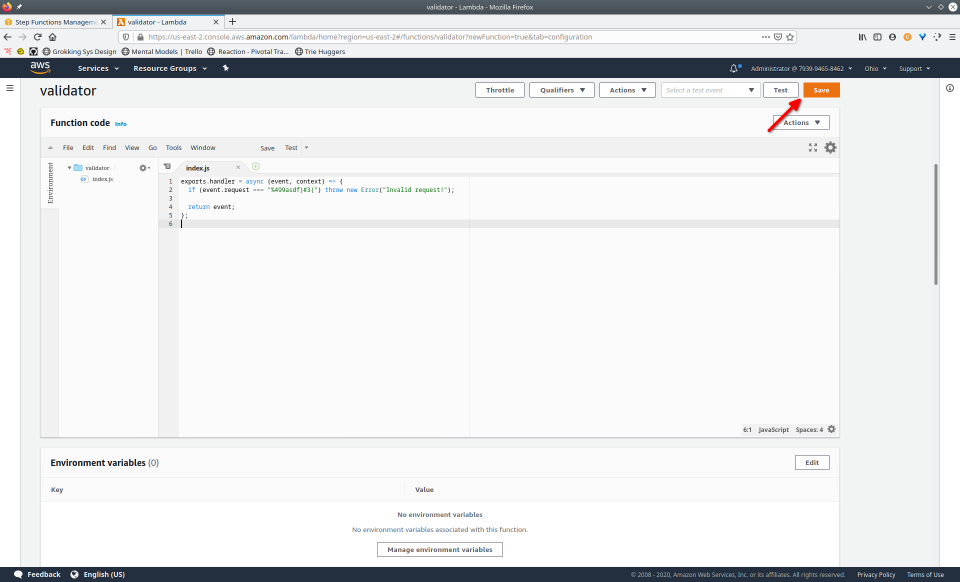 validator - Lambda - Mozilla Firefox
Step Functions Manageme
validator - Lambda
https://us-east-2.console.aws.amazon.com/lambda/home?region=us-east-2#/functions/validator?newFunction=true&tab=configuration
Grokking Sys Design Mental Models | Trello Reaction - Pivotal Tra... Trie Huggers
aws Services Resource Groups Administrator @ 7939-9465-8462 Ohio Support
validator Throttle Qualifiers Actions Select a test event Test Save
Function code Info Actions
File Edit Find View Go Tools Window Save Test
Environment
validator
index.js
index.js
1 exports.handler = async (event, context) => {
2 if (event.request === "%499asdf}#3{") throw new Error("Invalid request!");
3
4 return event;
5 };
6
6:1 JavaScript Spaces: 4
Environment variables (0) Edit
Key Value
No environment variables
No environment variables associated with this function.
Manage environment variables
Feedback English (US) © 2008 - 2020, Amazon Web Services, Inc. or its affiliates. All rights reserved. Privacy Policy Terms of Use